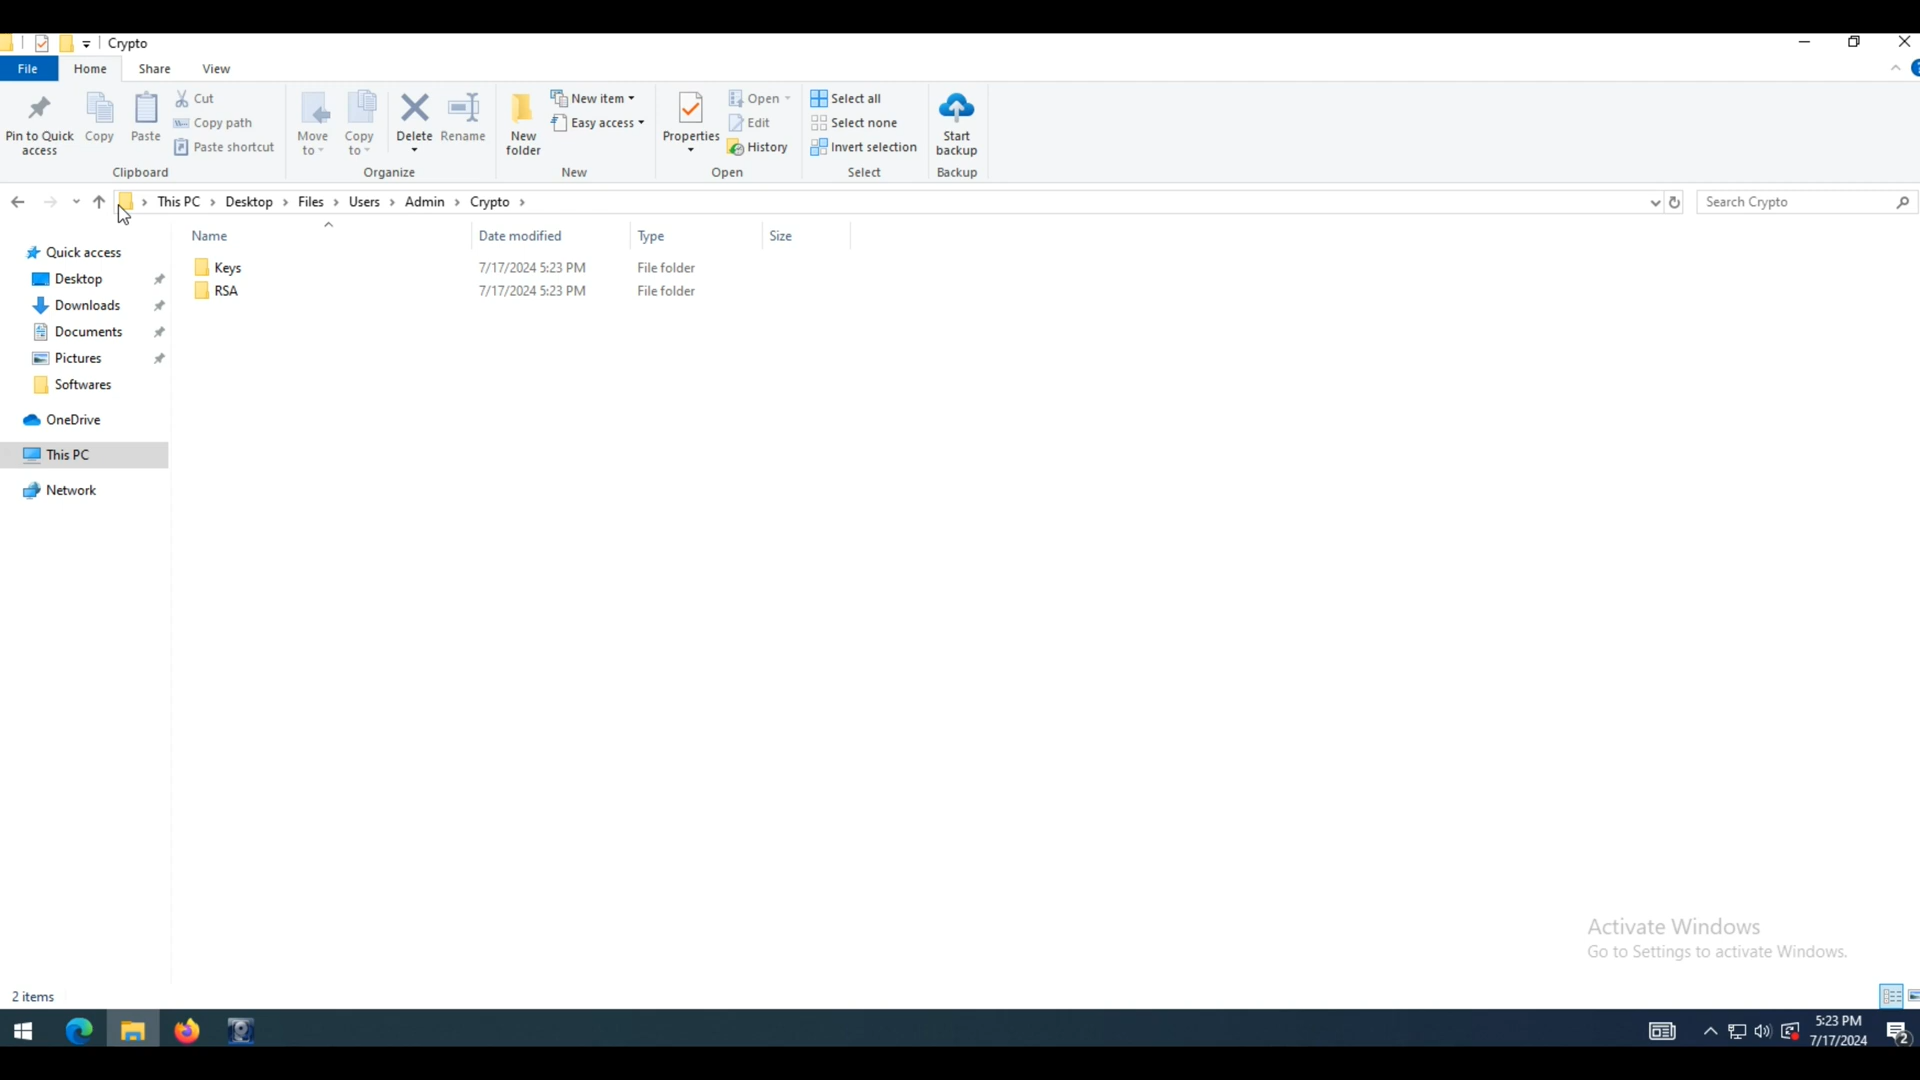 Crypto
File Home Share View
Pin to Quick access
Copy
Paste
Cut
Copy path
Paste shortcut
Clipboard
Move to
Copy to
Delete
Rename
Organize
New folder
New item
Easy access
New
Properties
Open
Edit
History
Open
Select all
Select none
Invert selection
Select
Start backup
Backup
This PC > Desktop > Files > Users > Admin > Crypto >
Search Crypto
Name Date modified Type Size
Keys 7/17/2024 5:23 PM File folder
RSA 7/17/2024 5:23 PM File folder
Quick access
Desktop
Downloads
Documents
Pictures
Softwares
OneDrive
This PC
Network
Activate Windows
Go to Settings to activate Windows.
2 items
5:23 PM
7/17/2024
2